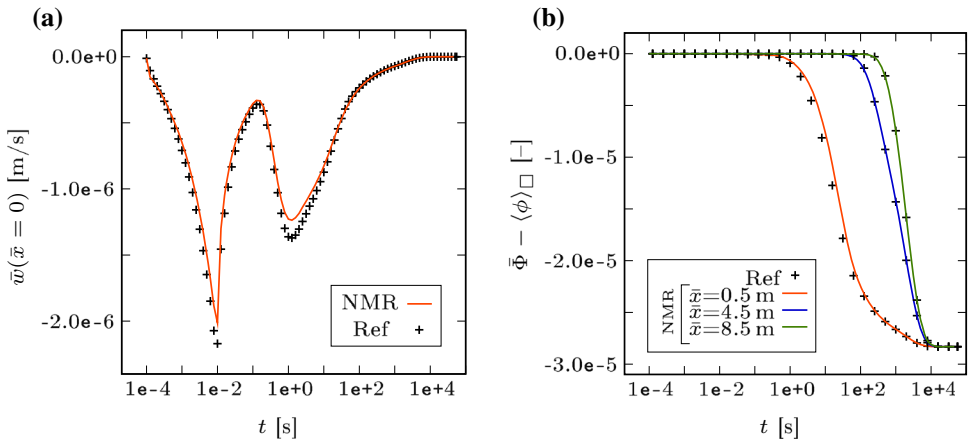 (a)
0.0e+0
-1.0e-6
-2.0e-6
w̄(x̄ = 0) [m/s]
NMR
Ref
1e-4 1e-2 1e+0 1e+2 1e+4
t [s]
(b)
0.0e+0
-1.0e-5
-2.0e-5
-3.0e-5
Φ̄ − ⟨ϕ⟩□ [–]
Ref
NMR
x̄=0.5 m
x̄=4.5 m
x̄=8.5 m
1e-4 1e-2 1e+0 1e+2 1e+4
t [s]